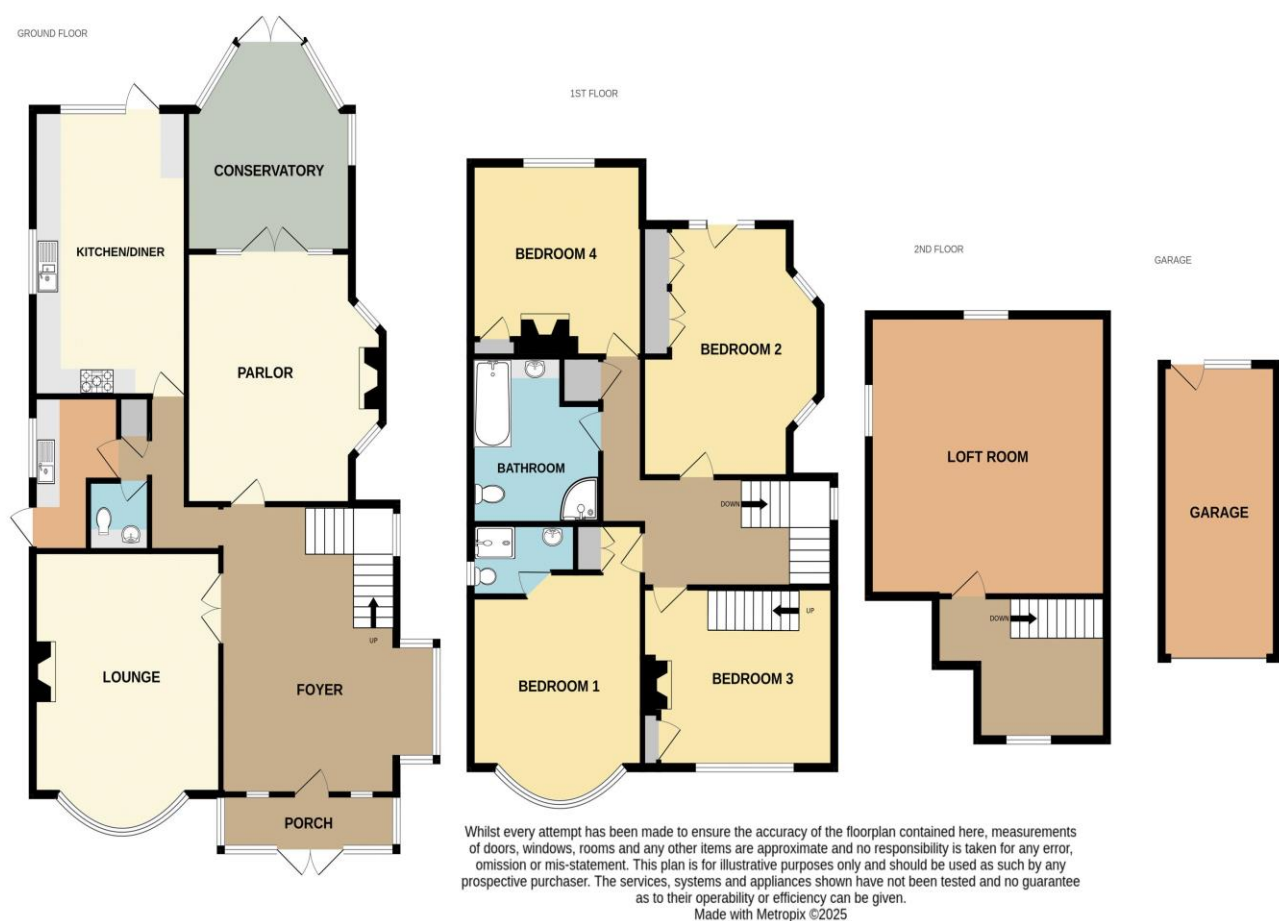 GROUND FLOOR
CONSERVATORY
KITCHEN/DINER
PARLOR
UP
LOUNGE
FOYER
PORCH
1ST FLOOR
BEDROOM 4
BEDROOM 2
BATHROOM
DOWN
UP
BEDROOM 1
BEDROOM 3
2ND FLOOR
LOFT ROOM
DOWN
GARAGE
GARAGE
Whilst every attempt has been made to ensure the accuracy of the floorplan contained here, measurements
of doors, windows, rooms and any other items are approximate and no responsibility is taken for any error,
omission or mis-statement. This plan is for illustrative purposes only and should be used as such by any
prospective purchaser. The services, systems and appliances shown have not been tested and no guarantee
as to their operability or efficiency can be given.
Made with Metropix ©2025